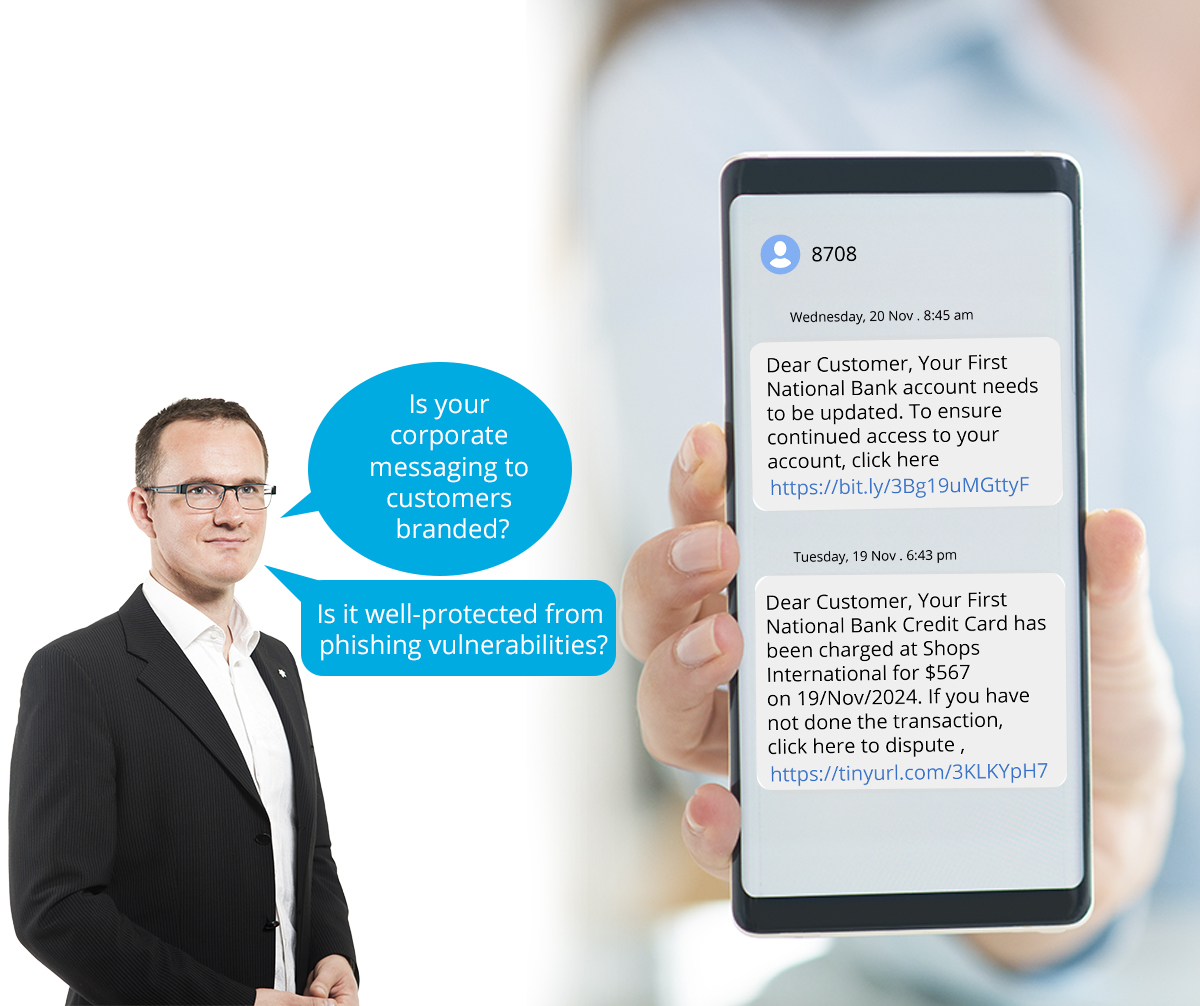 Is your
corporate
messaging to
customers
branded?
Is it well-protected from
phishing vulnerabilities?
8708
Wednesday, 20 Nov . 8:45 am
Dear Customer, Your First
National Bank account needs
to be updated. To ensure
continued access to your
account, click here
https://bit.ly/3Bg19uMGttyF
Tuesday, 19 Nov . 6:43 pm
Dear Customer, Your First
National Bank Credit Card has
been charged at Shops
International for $567
on 19/Nov/2024. If you have
not done the transaction,
click here to dispute ,
https://tinyurl.com/3KLKYpH7